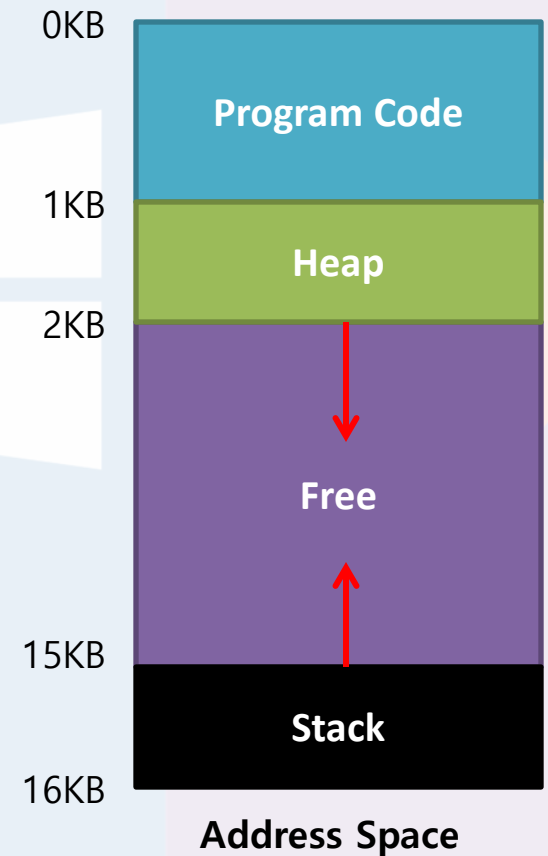 0KB
Program Code
1KB
Heap
2KB
Free
15KB
Stack
16KB
Address Space